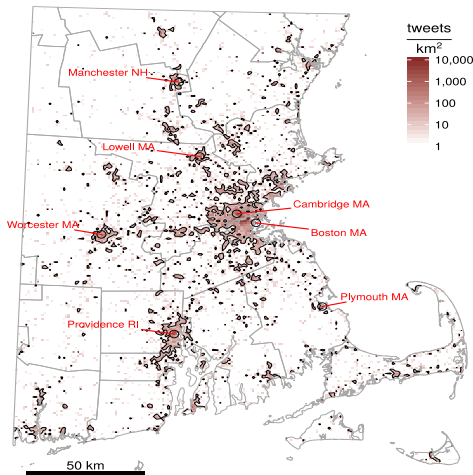 tweets
km²
10,000
1,000
100
10
1
Manchester NH
Lowell MA
Cambridge MA
Worcester MA
Boston MA
Plymouth MA
Providence RI
50 km